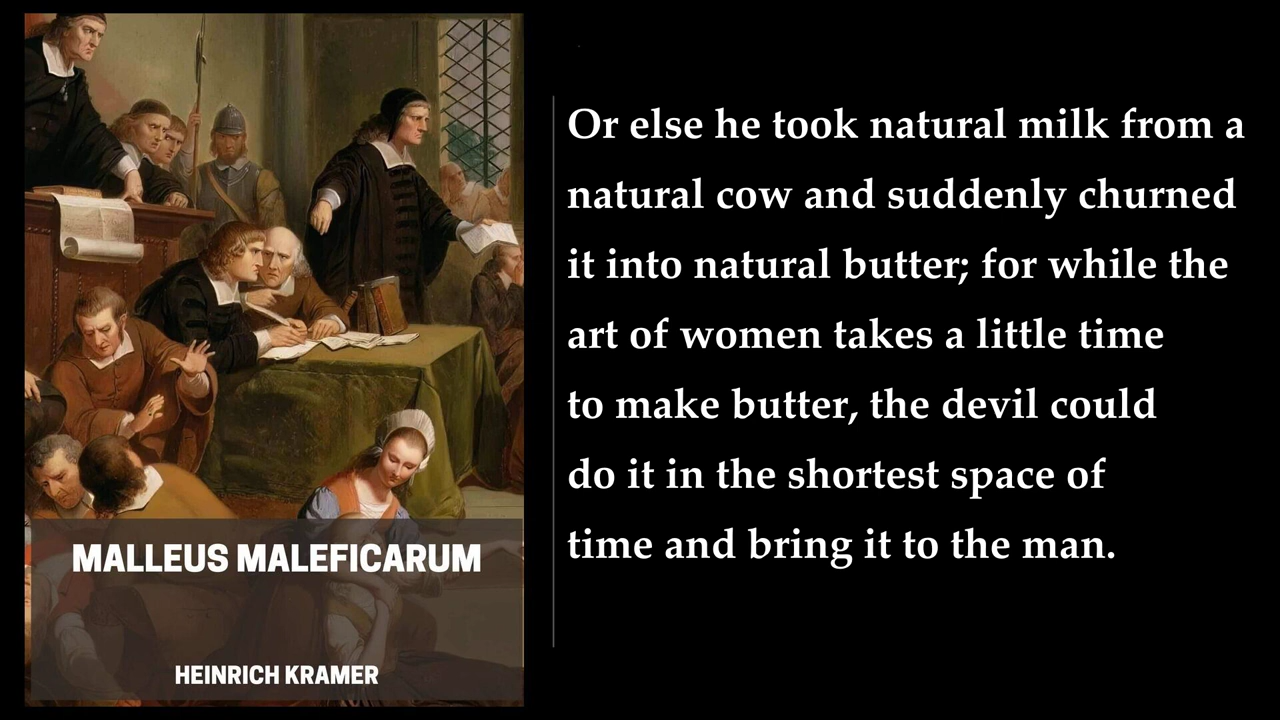 MALLEUS MALEFICARUM
HEINRICH KRAMER
Or else he took natural milk from a
natural cow and suddenly churned
it into natural butter; for while the
art of women takes a little time
to make butter, the devil could
do it in the shortest space of
time and bring it to the man.